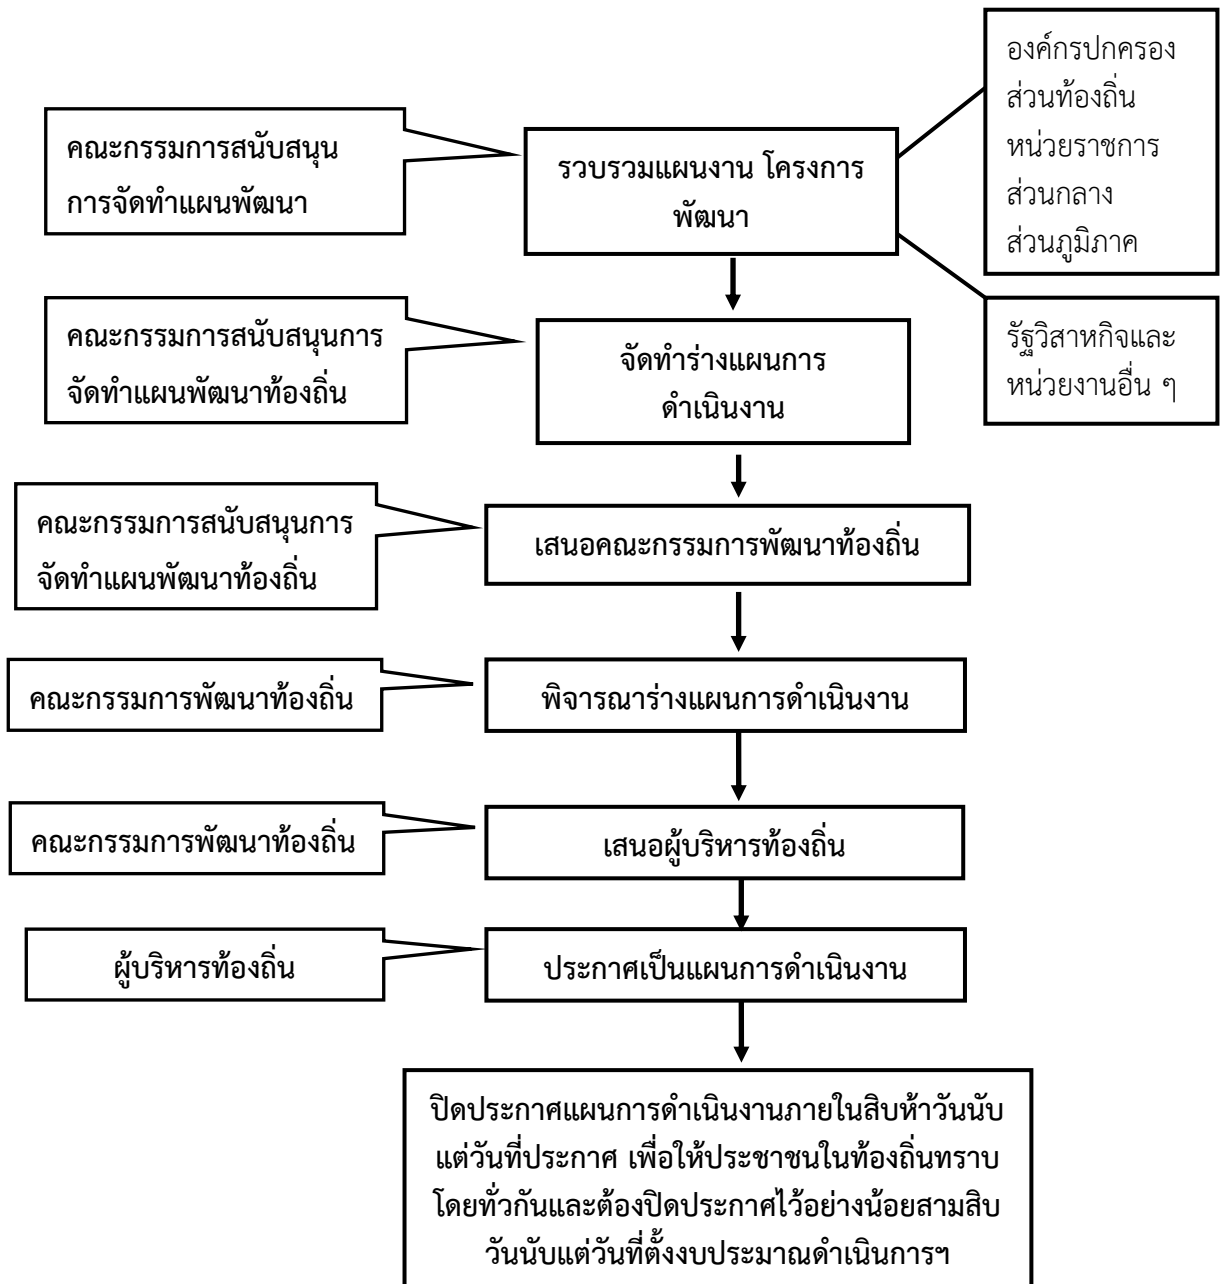 องค์กรปกครอง
ส่วนท้องถิ่น
หน่วยราชการ
ส่วนกลาง
ส่วนภูมิภาค
คณะกรรมการสนับสนุน
การจัดทำแผนพัฒนา
รวบรวมแผนงาน โครงการ
พัฒนา
รัฐวิสาหกิจและ
หน่วยงานอื่น ๆ
คณะกรรมการสนับสนุนการ
จัดทำแผนพัฒนาท้องถิ่น
จัดทำร่างแผนการ
ดำเนินงาน
คณะกรรมการสนับสนุนการ
จัดทำแผนพัฒนาท้องถิ่น
เสนอคณะกรรมการพัฒนาท้องถิ่น
คณะกรรมการพัฒนาท้องถิ่น
พิจารณาร่างแผนการดำเนินงาน
คณะกรรมการพัฒนาท้องถิ่น
เสนอผู้บริหารท้องถิ่น
ผู้บริหารท้องถิ่น
ประกาศเป็นแผนการดำเนินงาน
ปิดประกาศแผนการดำเนินงานภายในสิบห้าวันนับ
แต่วันที่ประกาศ เพื่อให้ประชาชนในท้องถิ่นทราบ
โดยทั่วกันและต้องปิดประกาศไว้อย่างน้อยสามสิบ
วันนับแต่วันที่ตั้งงบประมาณดำเนินการฯ